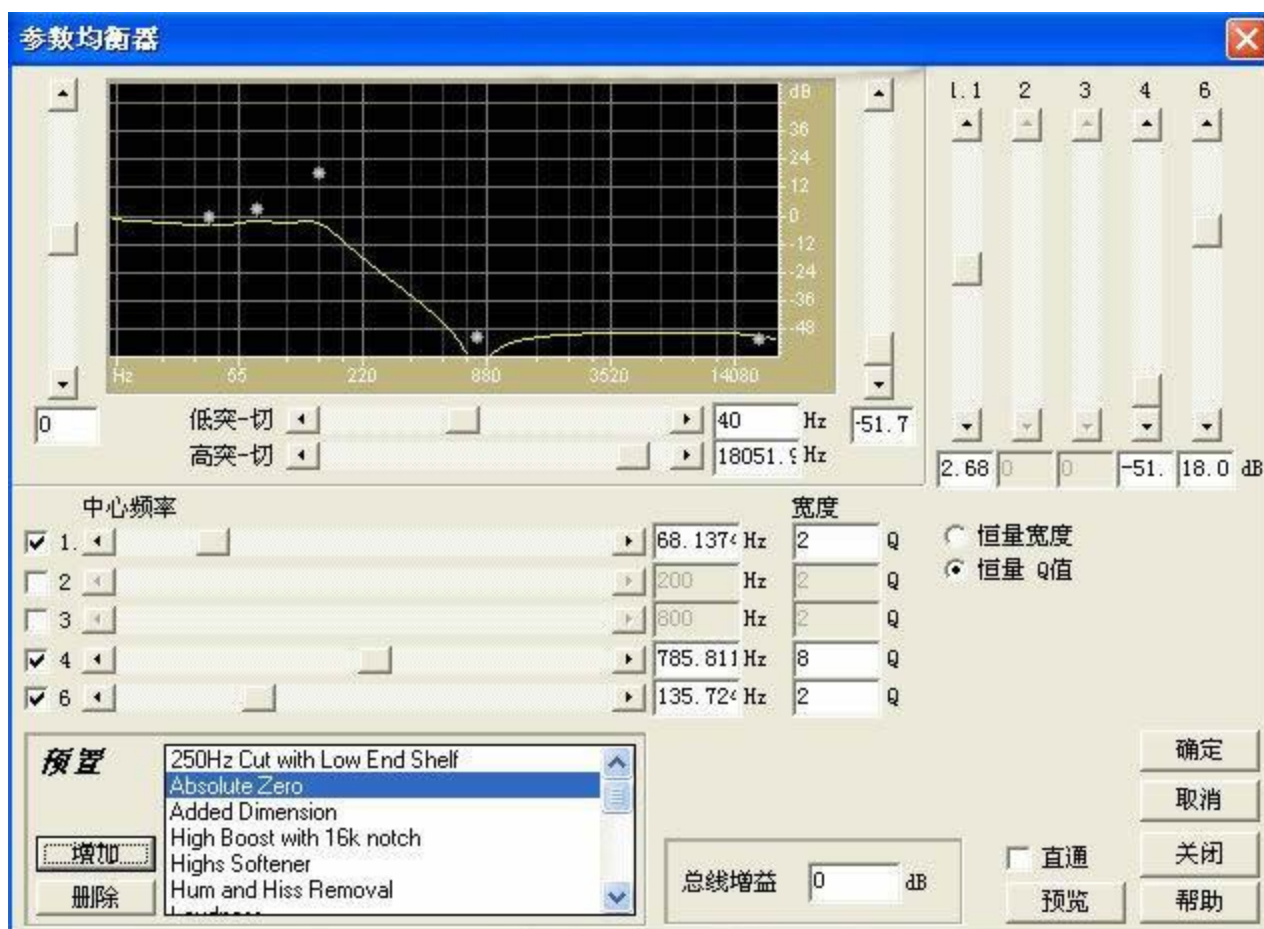 参数均衡器
dB
36
24
12
0
-12
-24
-36
-48
Hz 55 220 880 3520 14080
0
低突-切 40 Hz
-51.7
高突-切 18051.9 Hz
l.1 2 3 4 6
2.68 0 0 -51. 18.0 dB
中心频率 宽度
1. 68.1374 Hz 2 Q
2 200 Hz 2 Q
3 800 Hz 2 Q
4 785.811 Hz 8 Q
6 135.724 Hz 2 Q
恒量宽度
恒量 Q值
预置
250Hz Cut with Low End Shelf
Absolute Zero
Added Dimension
High Boost with 16k notch
Highs Softener
Hum and Hiss Removal
增加
删除
总线增益 0 dB
直通
预览
确定
取消
关闭
帮助